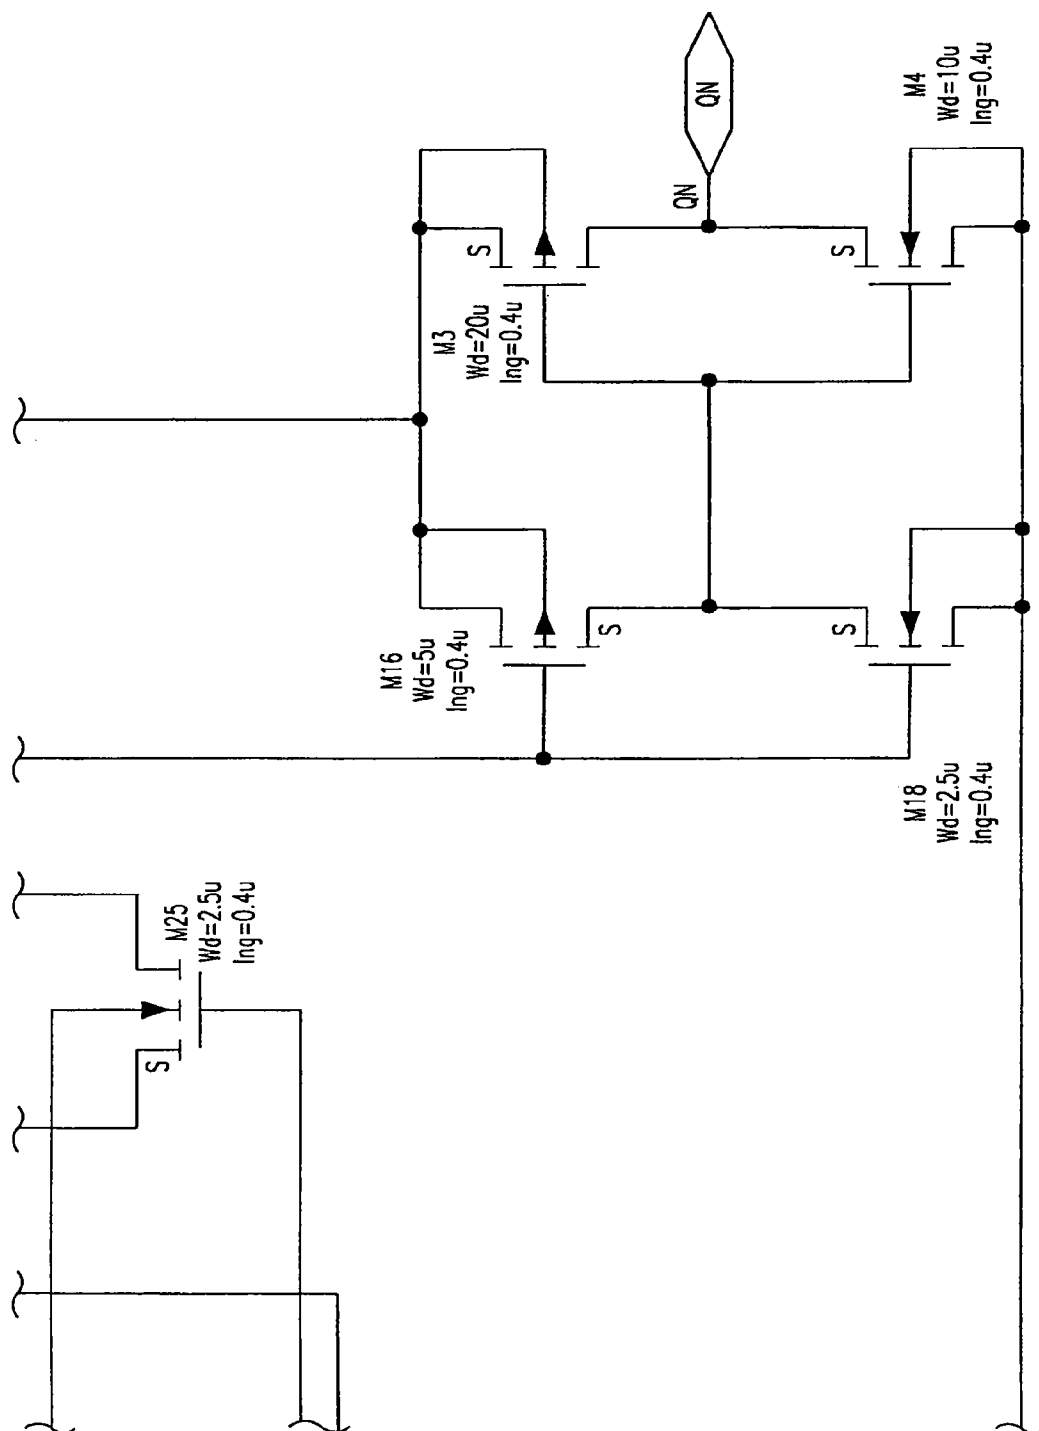 QN
QN
M4
Wd=10u
lng=0.4u
S
S
M3
Wd=20u
lng=0.4u
S
S
M16
Wd=5u
lng=0.4u
M18
Wd=2.5u
lng=0.4u
M25
Wd=2.5u
lng=0.4u
S